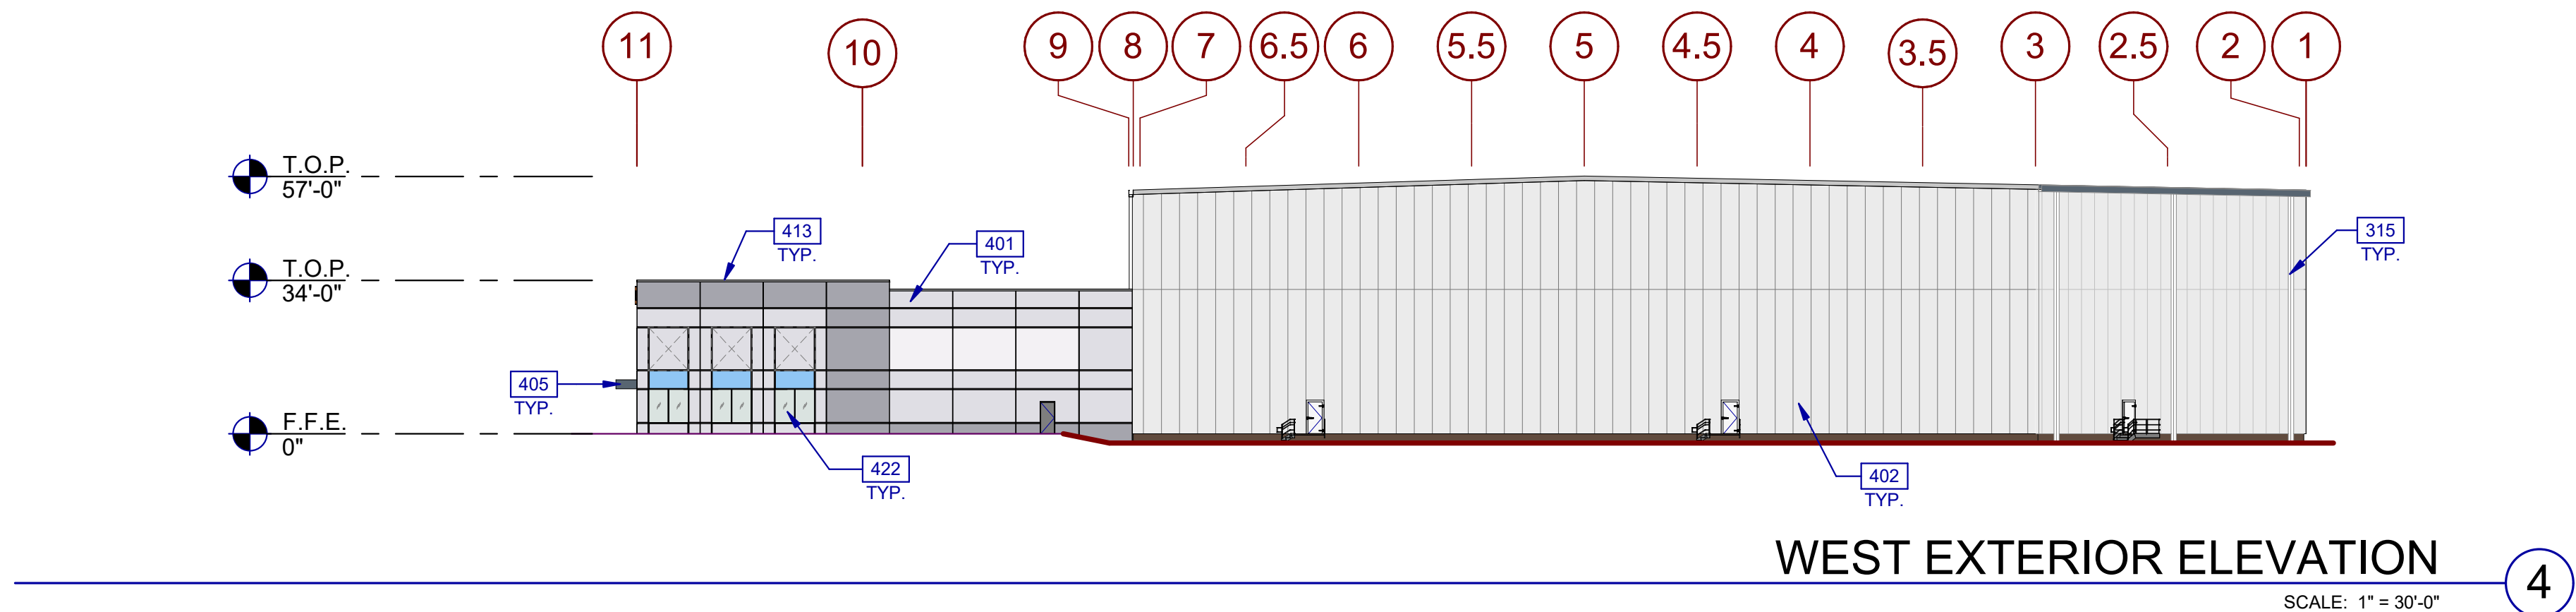 11
10
9
8
7
6.5
6
5.5
5
4.5
4
3.5
3
2.5
2
1
T.O.P.
57'-0"
413
TYP.
401
TYP.
315
TYP.
T.O.P.
34'-0"
405
TYP.
F.F.E.
0"
422
TYP.
402
TYP.
WEST EXTERIOR ELEVATION
4
SCALE: 1" = 30'-0"